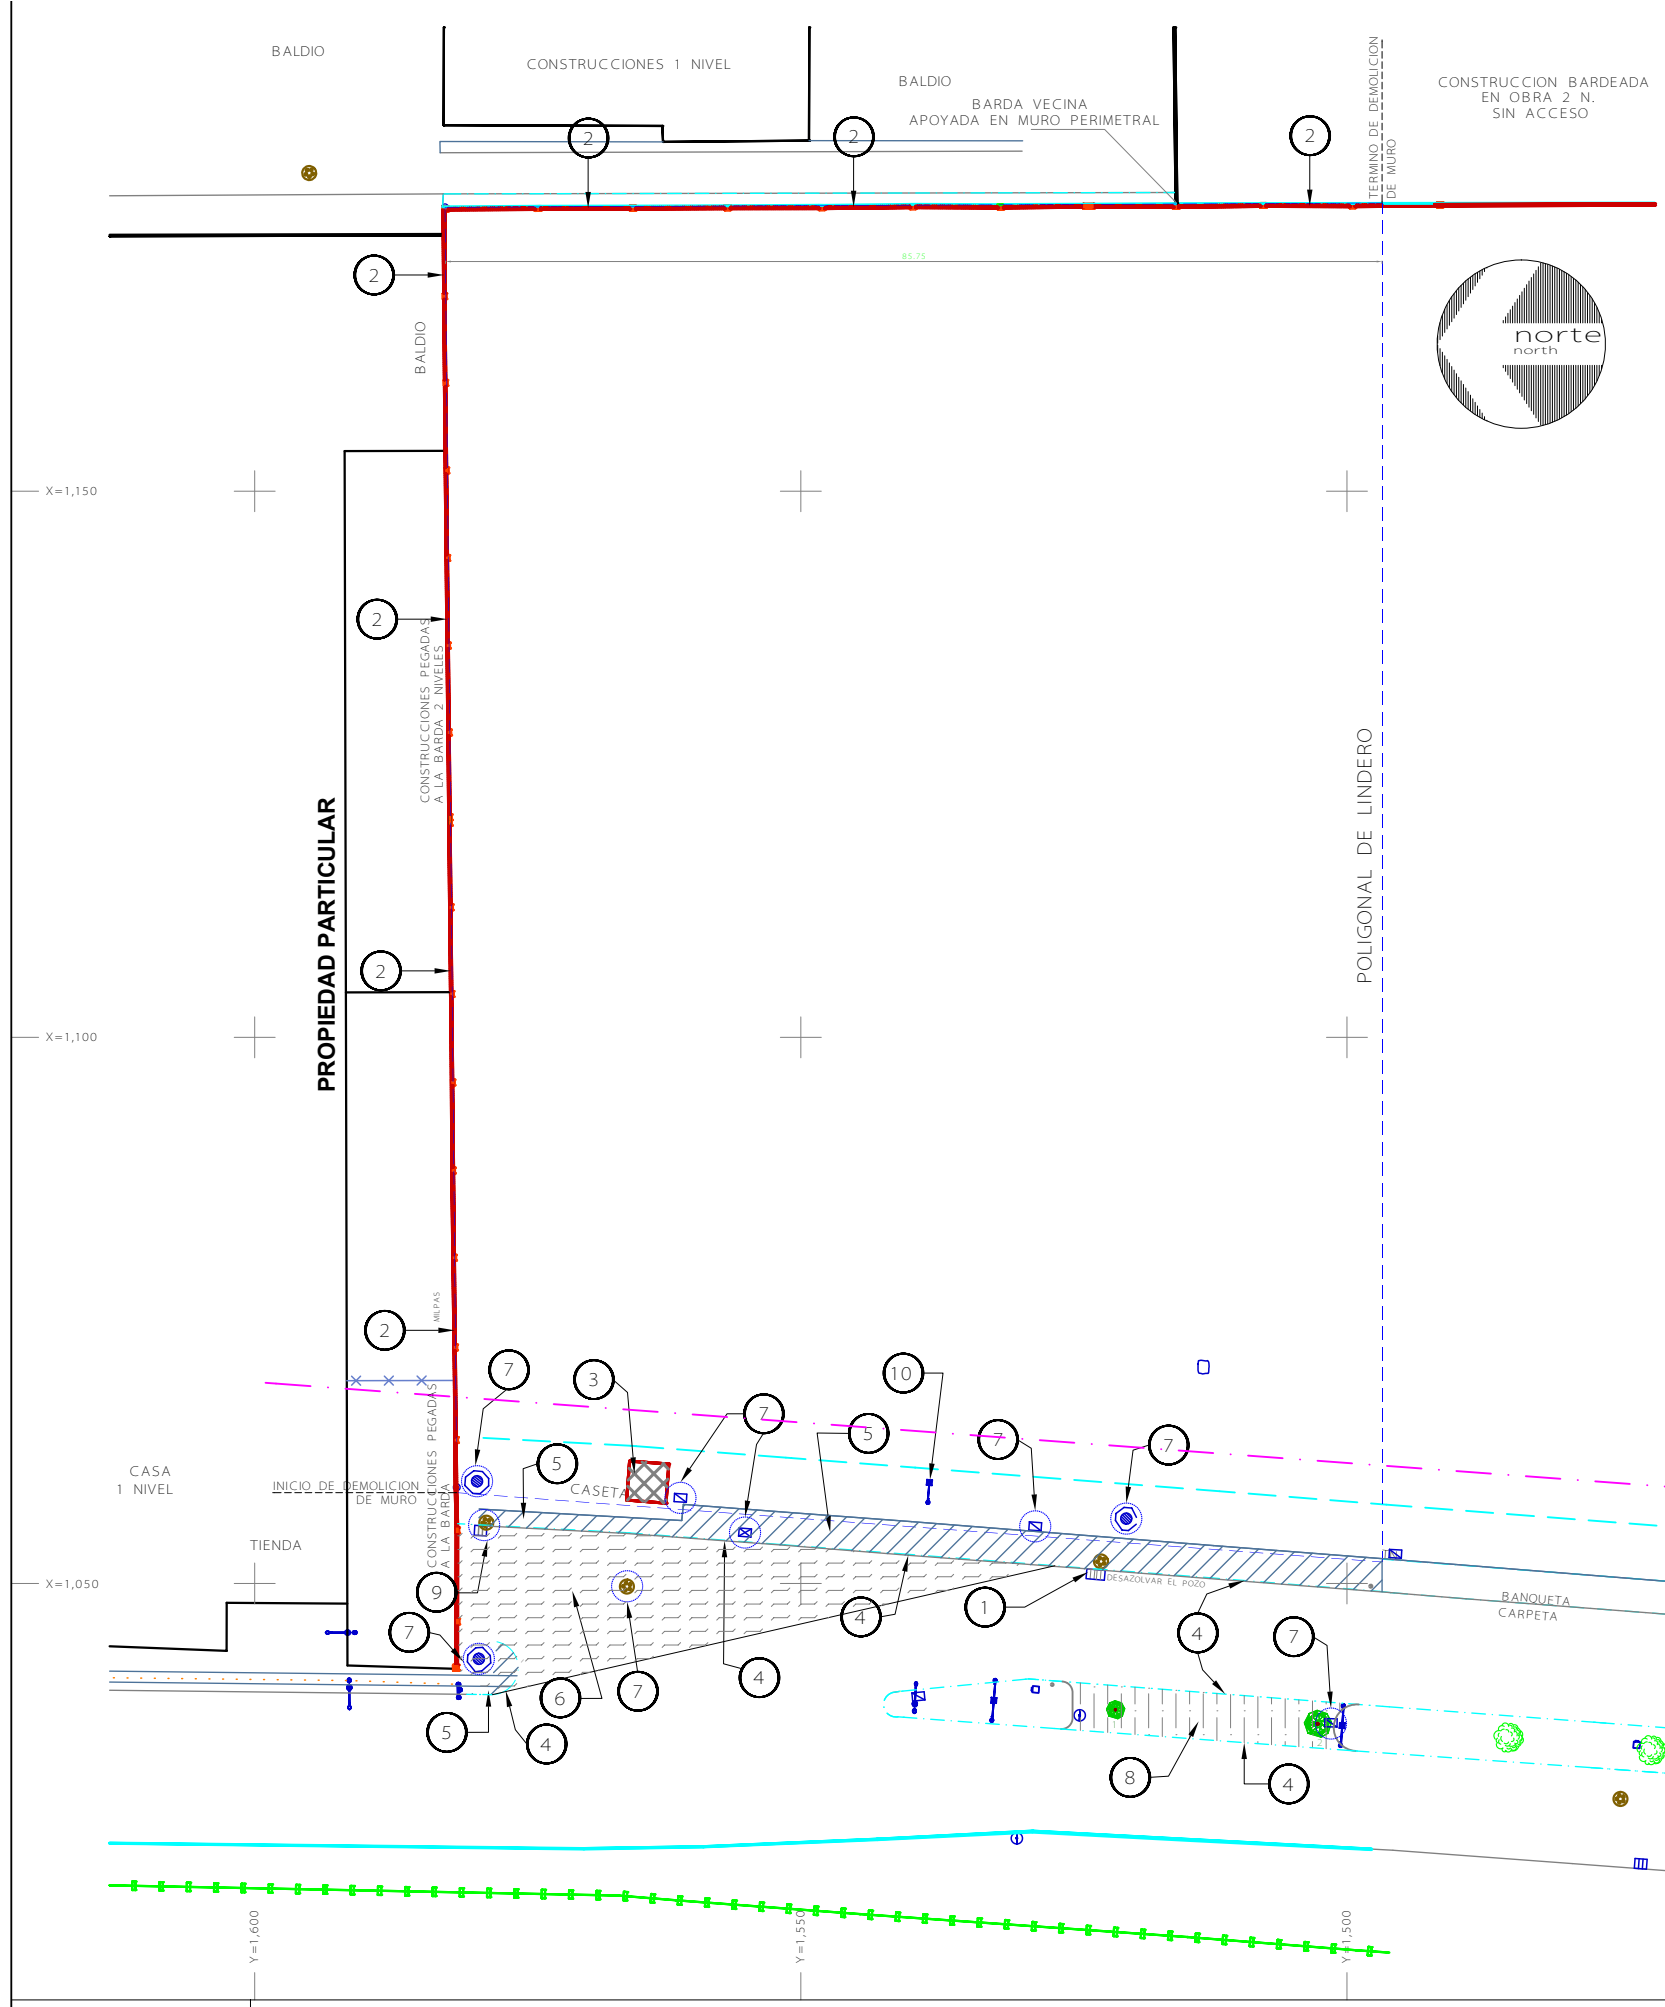 BALDIO
CONSTRUCCIONES 1 NIVEL
BALDIO
BARDA VECINA
APOYADA EN MURO PERIMETRAL
TERMINO DE DEMOLICION
DE MURO
CONSTRUCCION BARDEADA
EN OBRA 2 N.
SIN ACCESO
2
2
2
85.75
2
BALDIO
norte
north
X=1,150
2
CONSTRUCCIONES PEGADAS
A LA BARDA 2 NIVELES
PROPIEDAD PARTICULAR
POLIGONAL DE LINDERO
2
X=1,100
MILPAS
2
7
3
10
7
5
7
7
CONSTRUCCIONES PEGADAS
A LA BARDA
5
CASA
1 NIVEL
INICIO DE DEMOLICION
DE MURO
CASETA
TIENDA
X=1,050
9
DESAZOLVAR EL POZO
1
4
BANQUETA
CARPETA
7
4
7
4
7
6
5
4
8
4
Y=1,600
Y=1,550
Y=1,500